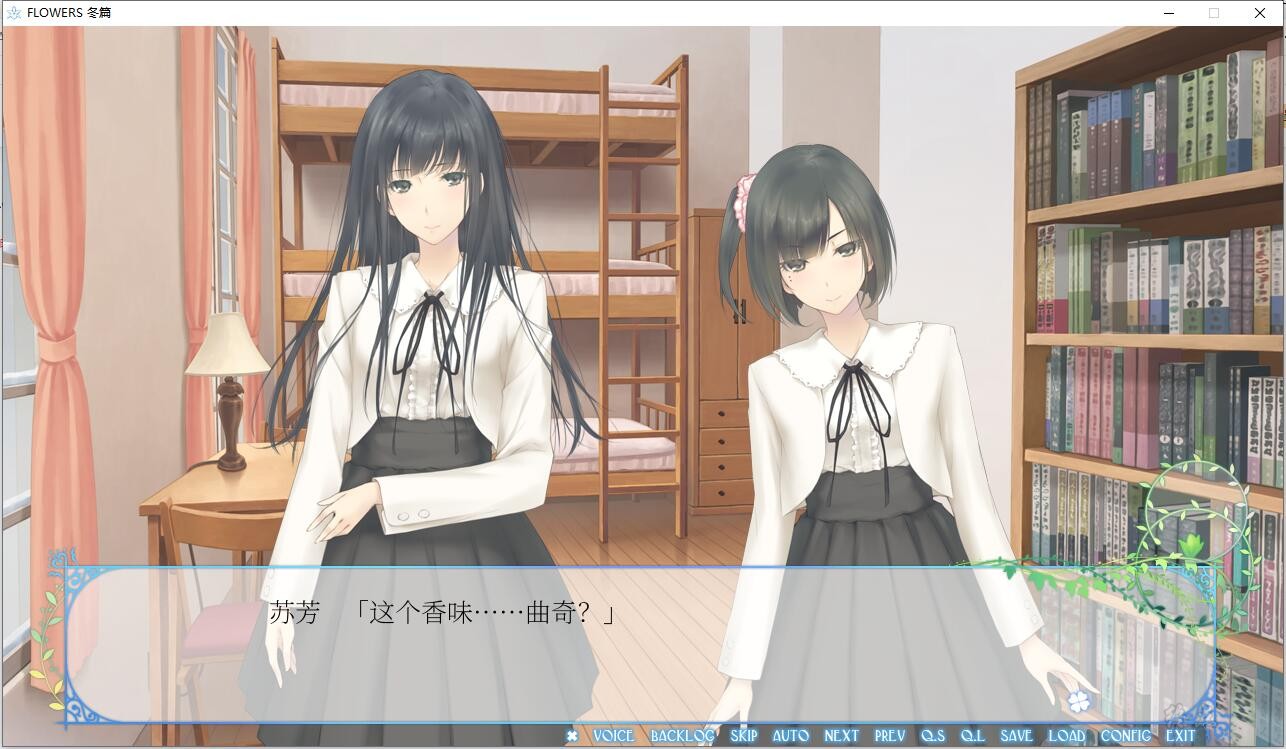 FLOWERS 冬篇
苏芳 「这个香味……曲奇？」
VOICE BACKLOG SKIP AUTO NEXT PREV Q.S Q.L SAVE LOAD CONFIG EXIT